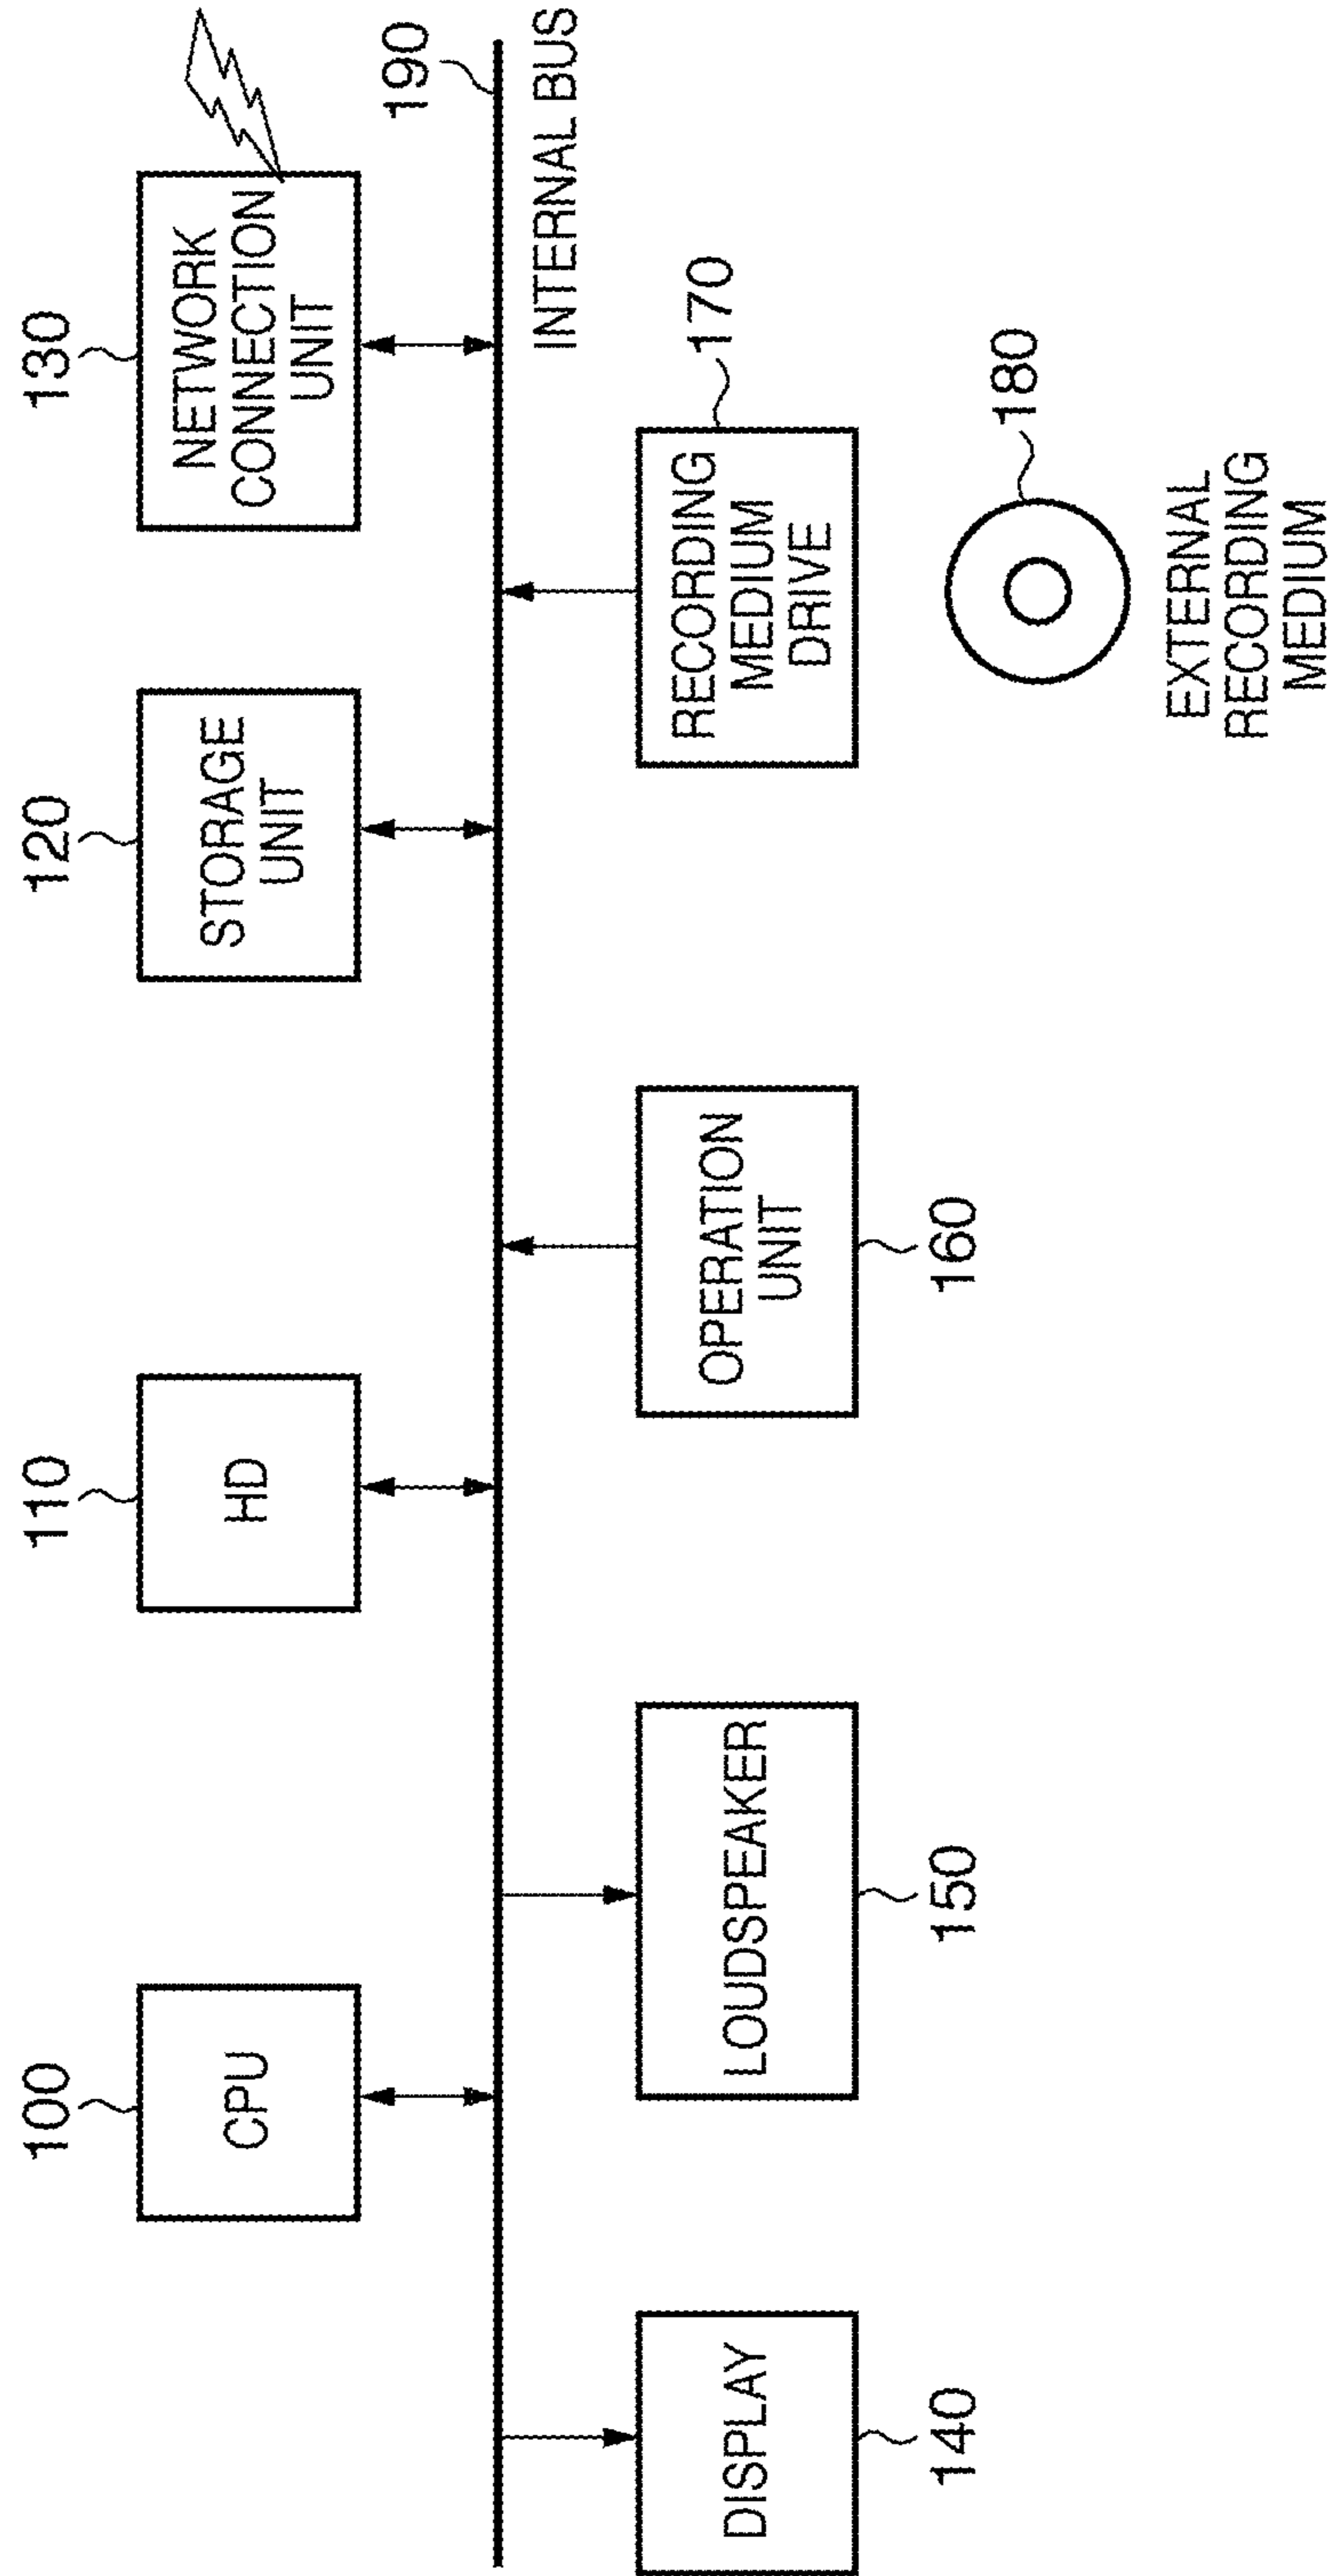 100
110
120
130
CPU
HD
STORAGE
UNIT
NETWORK
CONNECTION
UNIT
190
INTERNAL BUS
DISPLAY
LOUDSPEAKER
OPERATION
UNIT
RECORDING
MEDIUM
DRIVE
170
140
150
160
180
EXTERNAL
RECORDING
MEDIUM